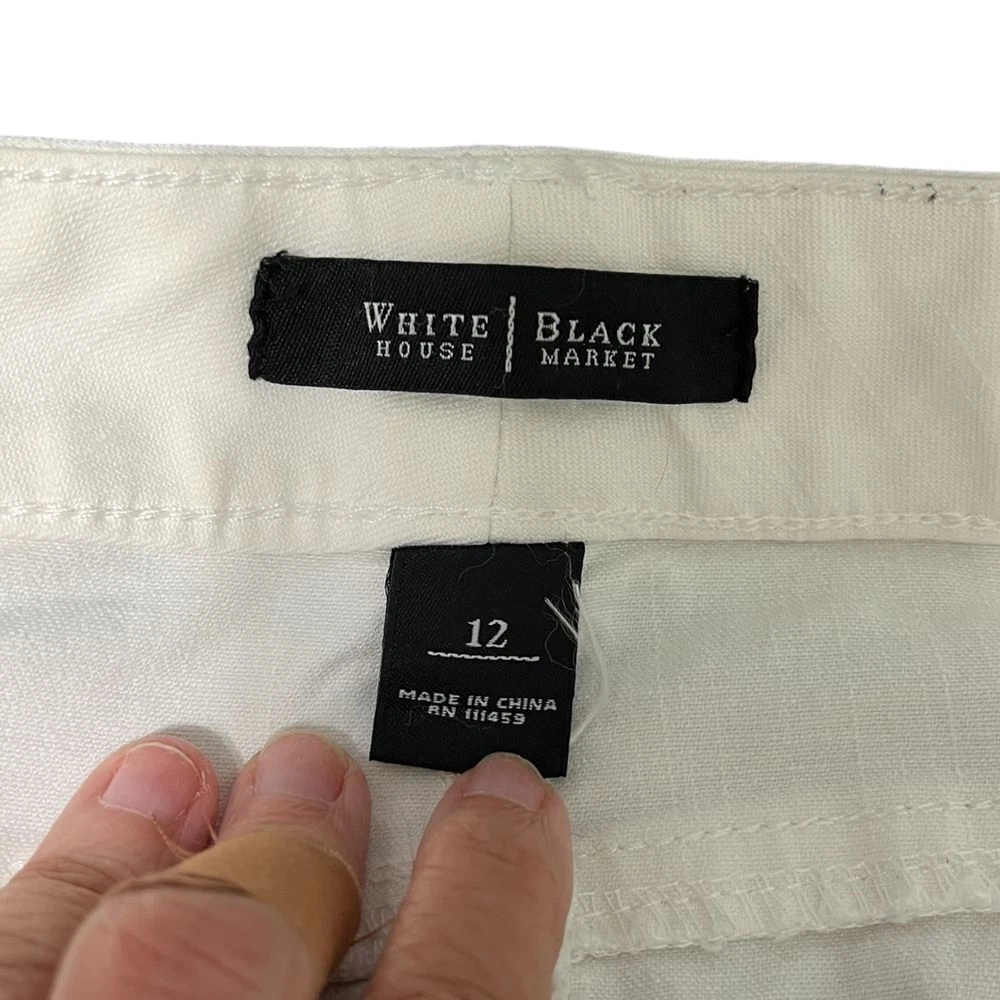 WHITE | BLACK
HOUSE | MARKET
12
MADE IN CHINA
RN 111459